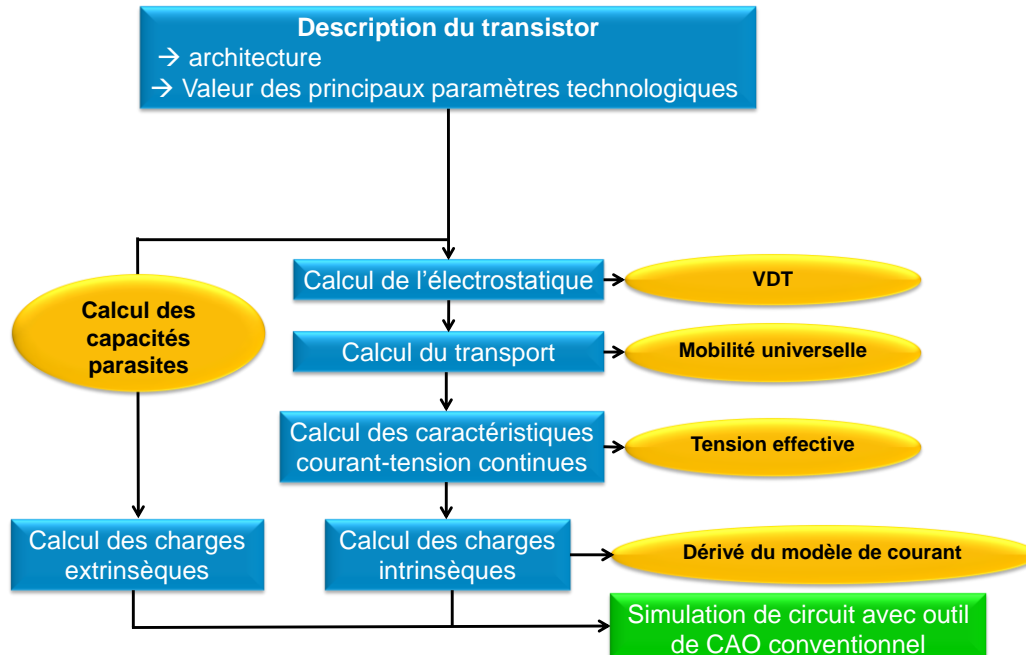 Description du transistor
→ architecture
→ Valeur des principaux paramètres technologiques
Calcul de l’électrostatique
VDT
Calcul des
capacités
parasites
Calcul du transport
Mobilité universelle
Calcul des caractéristiques
courant-tension continues
Tension effective
Calcul des charges
extrinsèques
Calcul des charges
intrinsèques
Dérivé du modèle de courant
Simulation de circuit avec outil
de CAO conventionnel